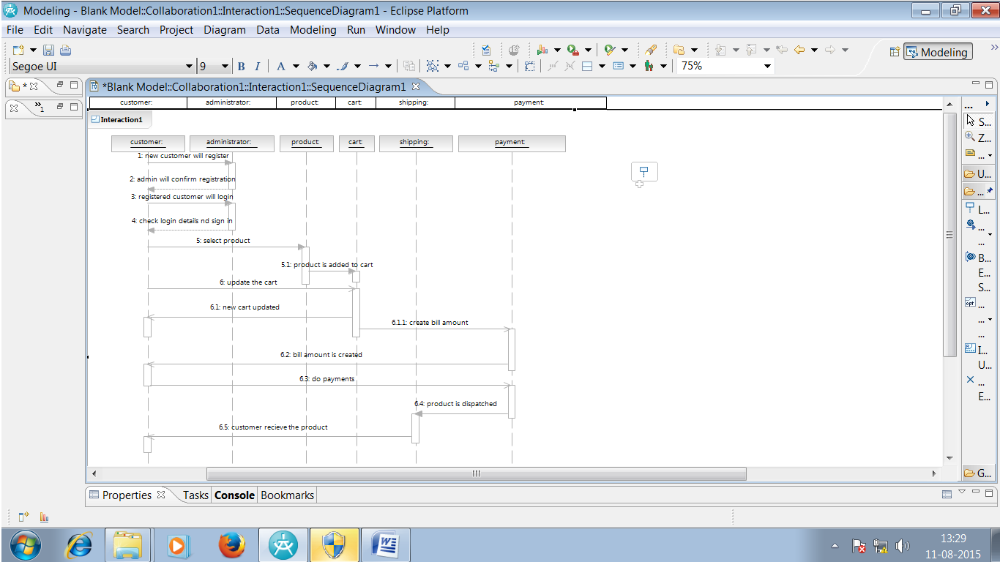 Modeling - Blank Model::Collaboration1::Interaction1::SequenceDiagram1 - Eclipse Platform
File Edit Navigate Search Project Diagram Data Modeling Run Window Help
Modeling
Segoe UI 9 B I A 75%
*Blank Model::Collaboration1::Interaction1::SequenceDiagram1
customer: administrator: product: cart: shipping: payment:
Interaction1
customer: administrator: product: cart: shipping: payment:
1: new customer will register
2: admin will confirm registration
3: registered customer will login
4: check login details nd sign in
5: select product
5.1: product is added to cart
6: update the cart
6.1: new cart updated
6.1.1: create bill amount
6.2: bill amount is created
6.3: do payments
6.4: product is dispatched
6.5: customer recieve the product
...
S...
Z...
...
U...
...
L...
...
...
B...
E...
S...
opt ...
...
...
I...
U...
...
E...
G...
Properties Tasks Console Bookmarks
13:29
11-08-2015